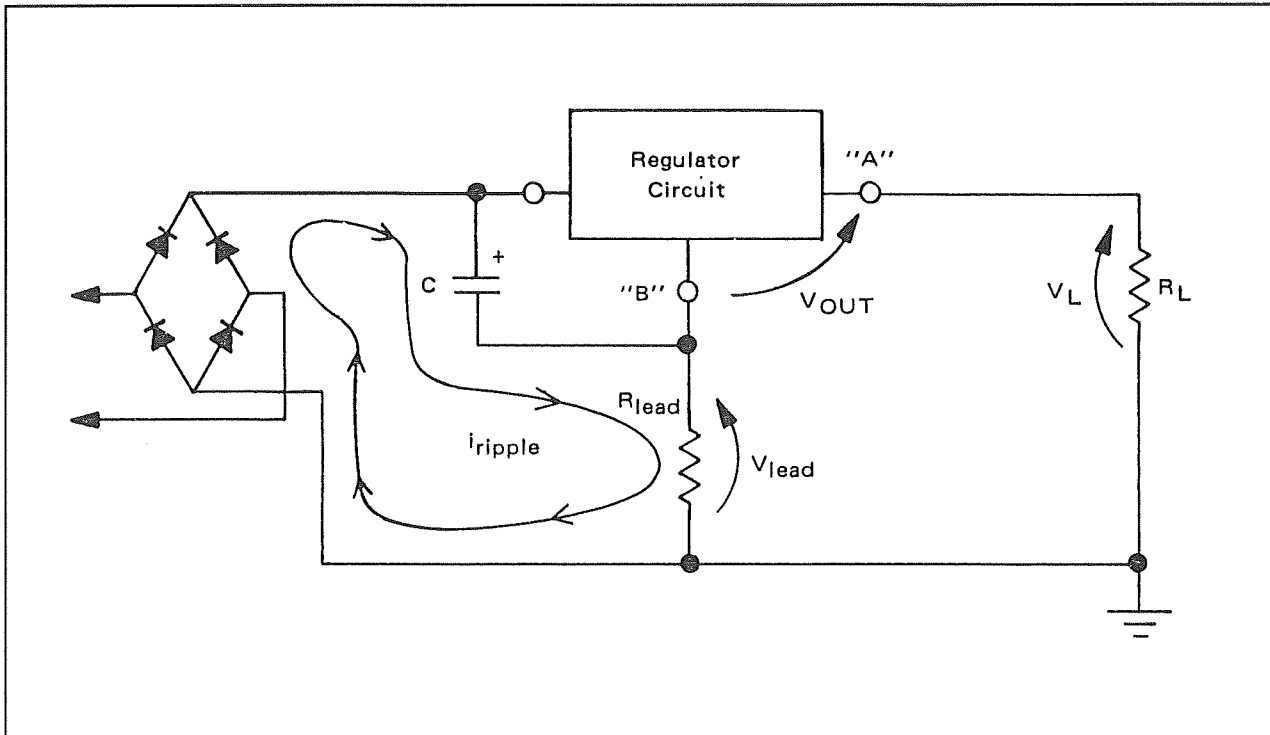 Regulator
Circuit
"A"
+
C
"B"
VOUT
VL
RL
Rlead
iripple
Vlead